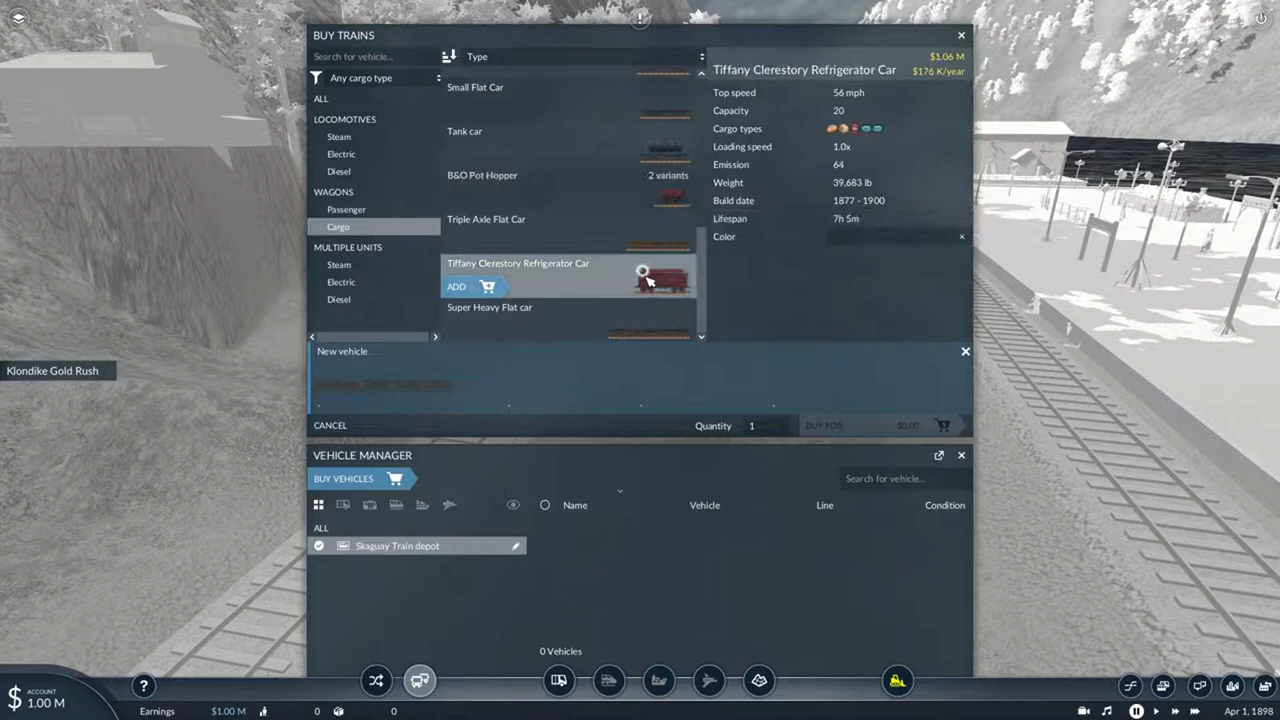 BUY TRAINS
Search for vehicle...
Type
Any cargo type
ALL
LOCOMOTIVES
Steam
Electric
Diesel
WAGONS
Passenger
Cargo
MULTIPLE UNITS
Steam
Electric
Diesel
Small Flat Car
Tank car
B&O Pot Hopper 2 variants
Triple Axle Flat Car
Tiffany Clerestory Refrigerator Car
ADD
Super Heavy Flat car
$1.06 M
Tiffany Clerestory Refrigerator Car $176 K/year
Top speed 56 mph
Capacity 20
Cargo types
Loading speed 1.0x
Emission 64
Weight 39,683 lb
Build date 1877 - 1900
Lifespan 7h 5m
Color
New vehicle
Klondike Gold Rush
CANCEL Quantity 1 BUY FOR $0.00
VEHICLE MANAGER
BUY VEHICLES Search for vehicle...
Name Vehicle Line Condition
ALL
Skaguay Train depot
0 Vehicles
$ ACCOUNT
1.00 M
?
Earnings $1.00 M 0 0
Apr 1, 1898